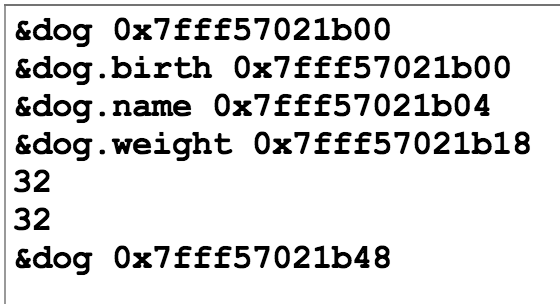 &dog 0x7fff57021b00
&dog.birth 0x7fff57021b00
&dog.name 0x7fff57021b04
&dog.weight 0x7fff57021b18
32
32
&dog 0x7fff57021b48